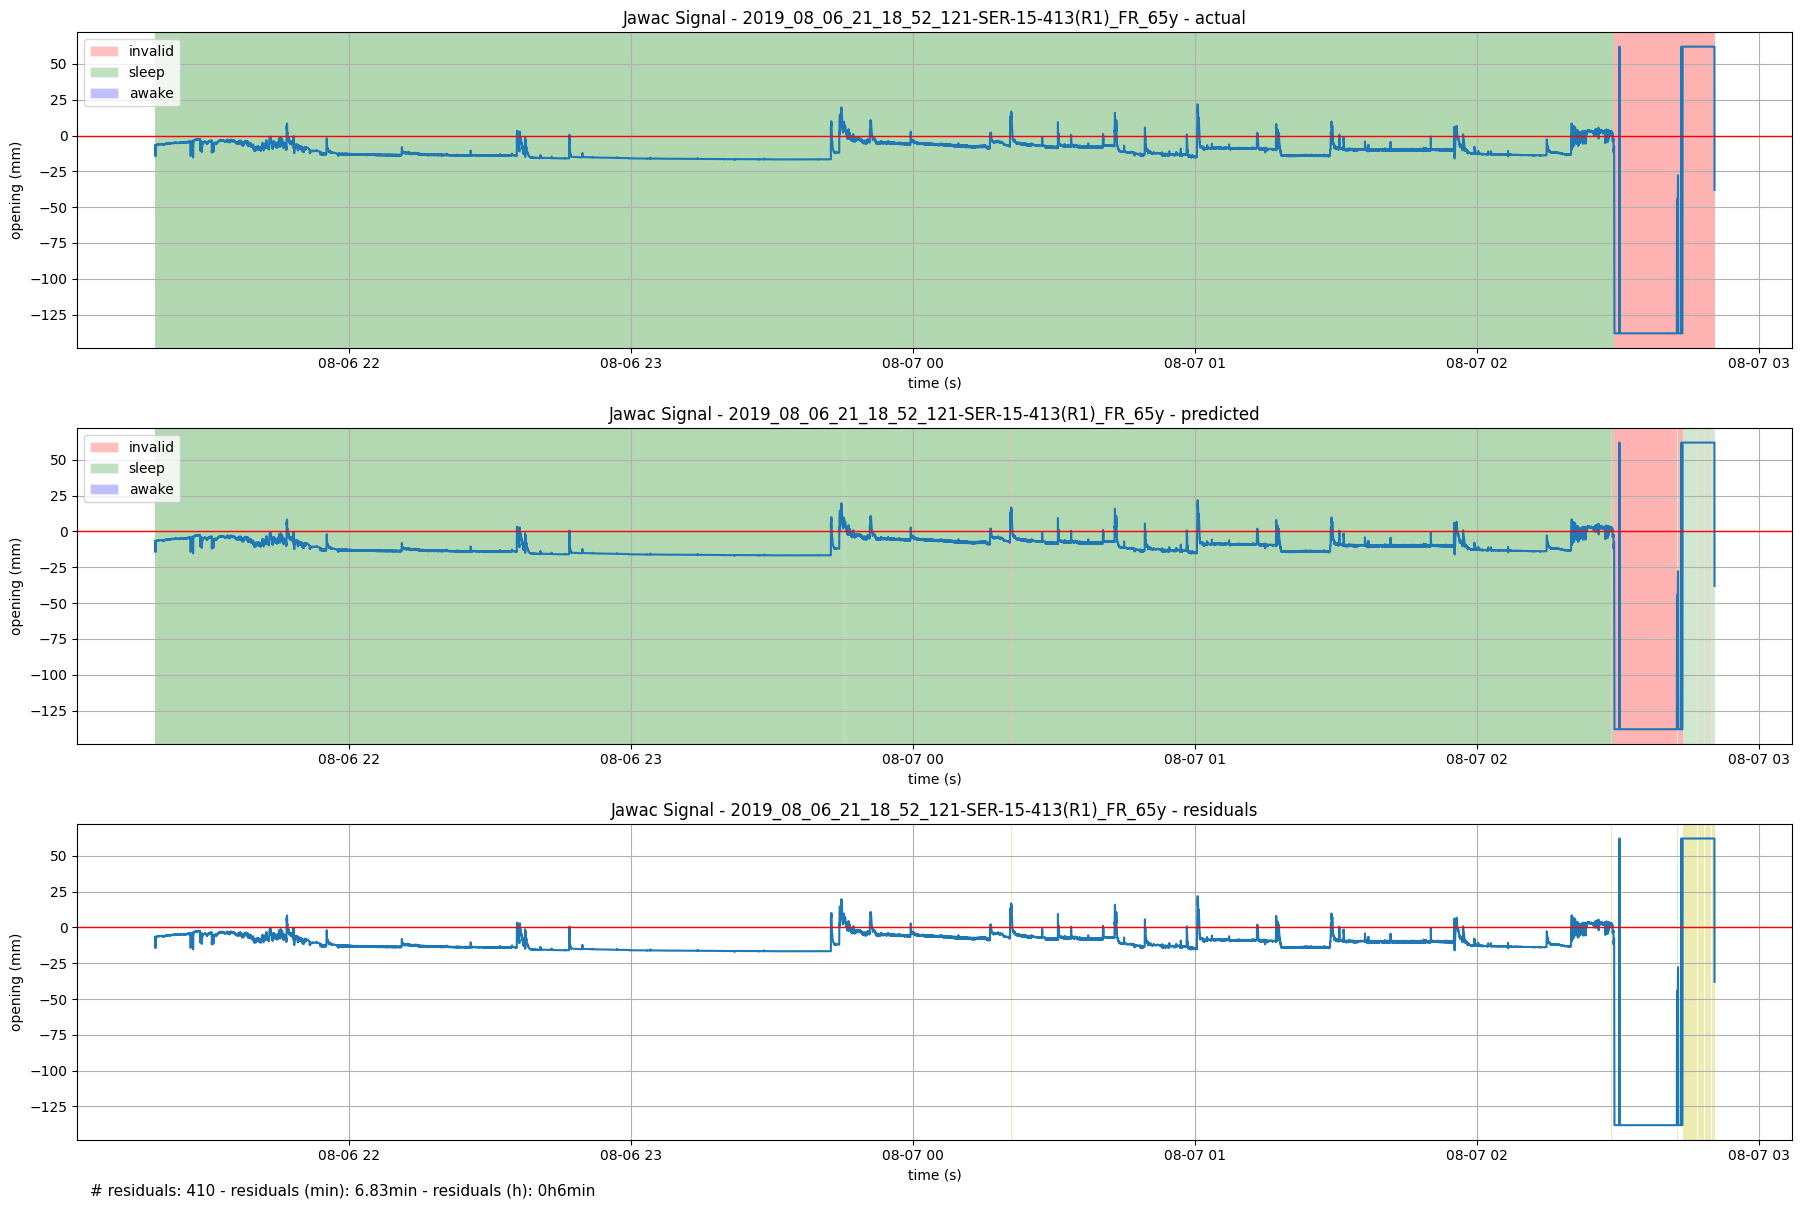 Jawac Signal - 2019_08_06_21_18_52_121-SER-15-413(R1)_FR_65y - actual
invalid
sleep
awake
50
25
0
−25
−50
−75
−100
−125
opening (mm)
08-06 22
08-06 23
08-07 00
08-07 01
08-07 02
08-07 03
time (s)
Jawac Signal - 2019_08_06_21_18_52_121-SER-15-413(R1)_FR_65y - predicted
invalid
sleep
awake
50
25
0
−25
−50
−75
−100
−125
opening (mm)
08-06 22
08-06 23
08-07 00
08-07 01
08-07 02
08-07 03
time (s)
Jawac Signal - 2019_08_06_21_18_52_121-SER-15-413(R1)_FR_65y - residuals
50
25
0
−25
−50
−75
−100
−125
opening (mm)
08-06 22
08-06 23
08-07 00
08-07 01
08-07 02
08-07 03
time (s)
# residuals: 410 - residuals (min): 6.83min - residuals (h): 0h6min